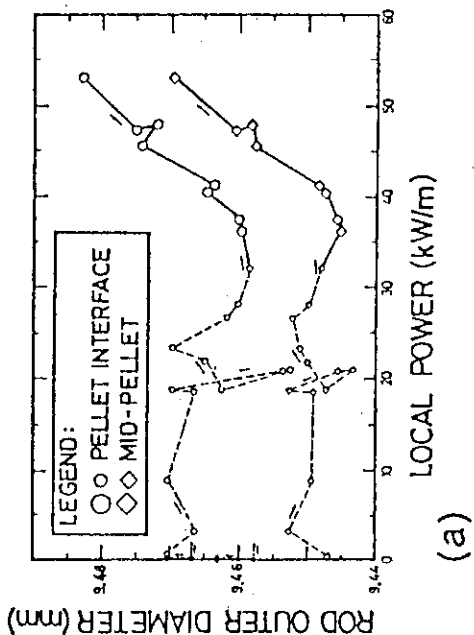 LEGEND:
PELLET INTERFACE
MID-PELLET
ROD OUTER DIAMETER (mm)
9.48
9.46
9.44
0 10 20 30 40 50 60
LOCAL POWER (kW/m)
(a)